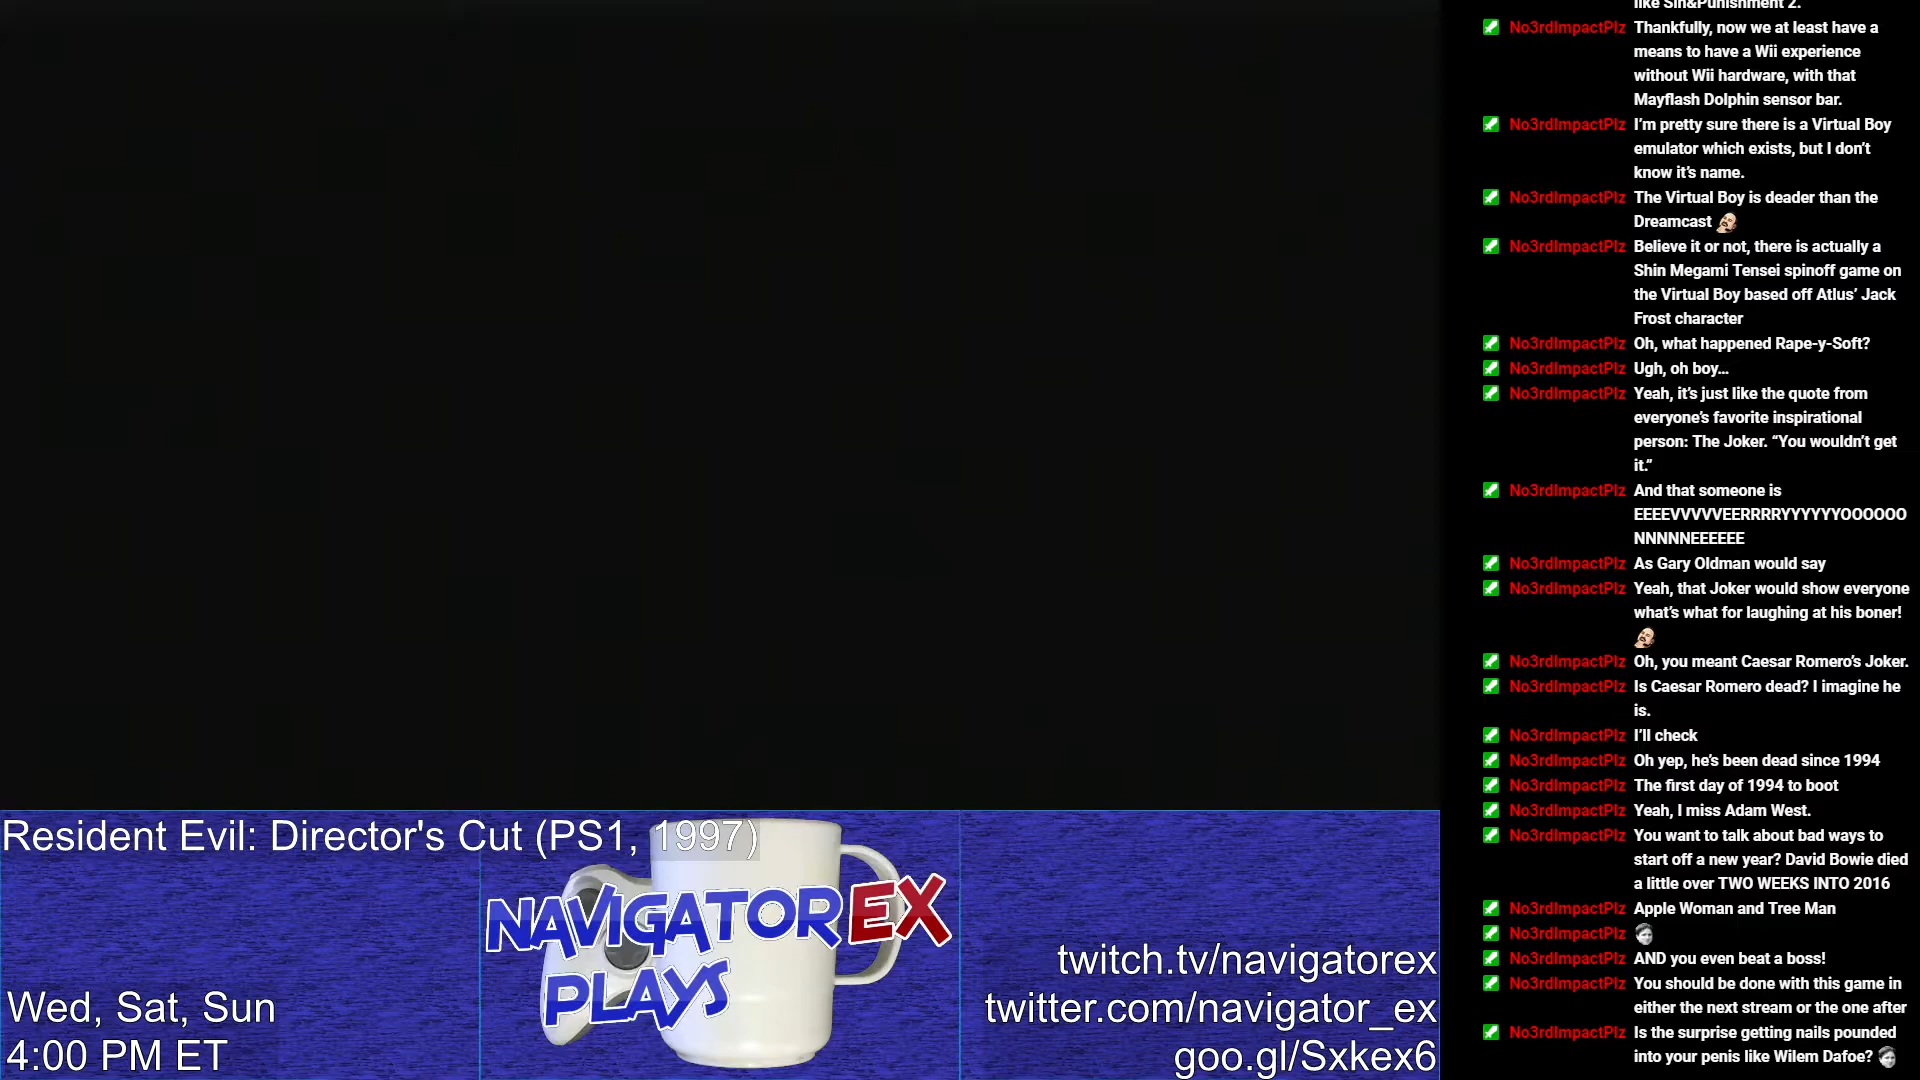 like Sin&Punishment 2.
No3rdImpactPlz Thankfully, now we at least have a
means to have a Wii experience
without Wii hardware, with that
Mayflash Dolphin sensor bar.
No3rdImpactPlz I'm pretty sure there is a Virtual Boy
emulator which exists, but I don't
know it's name.
No3rdImpactPlz The Virtual Boy is deader than the
Dreamcast
No3rdImpactPlz Believe it or not, there is actually a
Shin Megami Tensei spinoff game on
the Virtual Boy based off Atlus' Jack
Frost character
No3rdImpactPlz Oh, what happened Rape-y-Soft?
No3rdImpactPlz Ugh, oh boy...
No3rdImpactPlz Yeah, it's just like the quote from
everyone's favorite inspirational
person: The Joker. “You wouldn't get
it.”
No3rdImpactPlz And that someone is
EEEEVVVVVEERRRRYYYYYYOOOOOO
NNNNNEEEEEE
No3rdImpactPlz As Gary Oldman would say
No3rdImpactPlz Yeah, that Joker would show everyone
what's what for laughing at his boner!
No3rdImpactPlz Oh, you meant Caesar Romero's Joker.
No3rdImpactPlz Is Caesar Romero dead? I imagine he
is.
No3rdImpactPlz I'll check
No3rdImpactPlz Oh yep, he's been dead since 1994
No3rdImpactPlz The first day of 1994 to boot
No3rdImpactPlz Yeah, I miss Adam West.
No3rdImpactPlz You want to talk about bad ways to
start off a new year? David Bowie died
a little over TWO WEEKS INTO 2016
No3rdImpactPlz Apple Woman and Tree Man
No3rdImpactPlz
No3rdImpactPlz AND you even beat a boss!
No3rdImpactPlz You should be done with this game in
either the next stream or the one after
No3rdImpactPlz Is the surprise getting nails pounded
into your penis like Wilem Dafoe?
Resident Evil: Director's Cut (PS1, 1997)
NAVIGATOREX
PLAYS
Wed, Sat, Sun
4:00 PM ET
twitch.tv/navigatorex
twitter.com/navigator_ex
goo.gl/Sxkex6